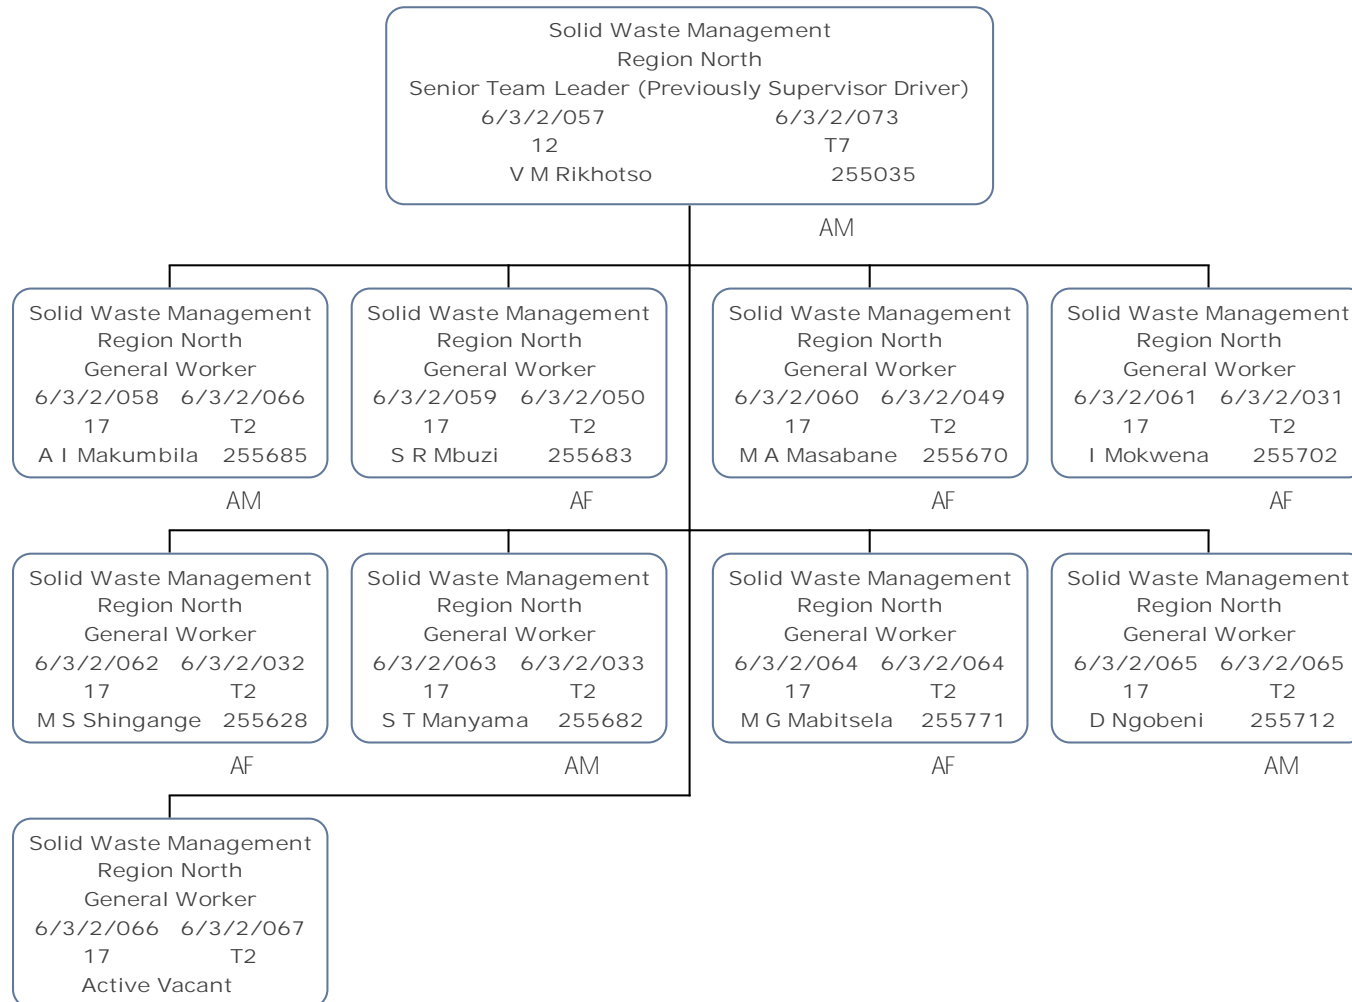 Solid Waste Management
Region North
Senior Team Leader (Previously Supervisor Driver)
6/3/2/057 6/3/2/073
12 T7
V M Rikhotso 255035
AM
Solid Waste Management
Region North
General Worker
6/3/2/058 6/3/2/066
17 T2
A I Makumbila 255685
AM
Solid Waste Management
Region North
General Worker
6/3/2/059 6/3/2/050
17 T2
S R Mbuzi 255683
AF
Solid Waste Management
Region North
General Worker
6/3/2/060 6/3/2/049
17 T2
M A Masabane 255670
AF
Solid Waste Management
Region North
General Worker
6/3/2/061 6/3/2/031
17 T2
I Mokwena 255702
AF
Solid Waste Management
Region North
General Worker
6/3/2/062 6/3/2/032
17 T2
M S Shingange 255628
AF
Solid Waste Management
Region North
General Worker
6/3/2/063 6/3/2/033
17 T2
S T Manyama 255682
AM
Solid Waste Management
Region North
General Worker
6/3/2/064 6/3/2/064
17 T2
M G Mabitsela 255771
AF
Solid Waste Management
Region North
General Worker
6/3/2/065 6/3/2/065
17 T2
D Ngobeni 255712
AM
Solid Waste Management
Region North
General Worker
6/3/2/066 6/3/2/067
17 T2
Active Vacant